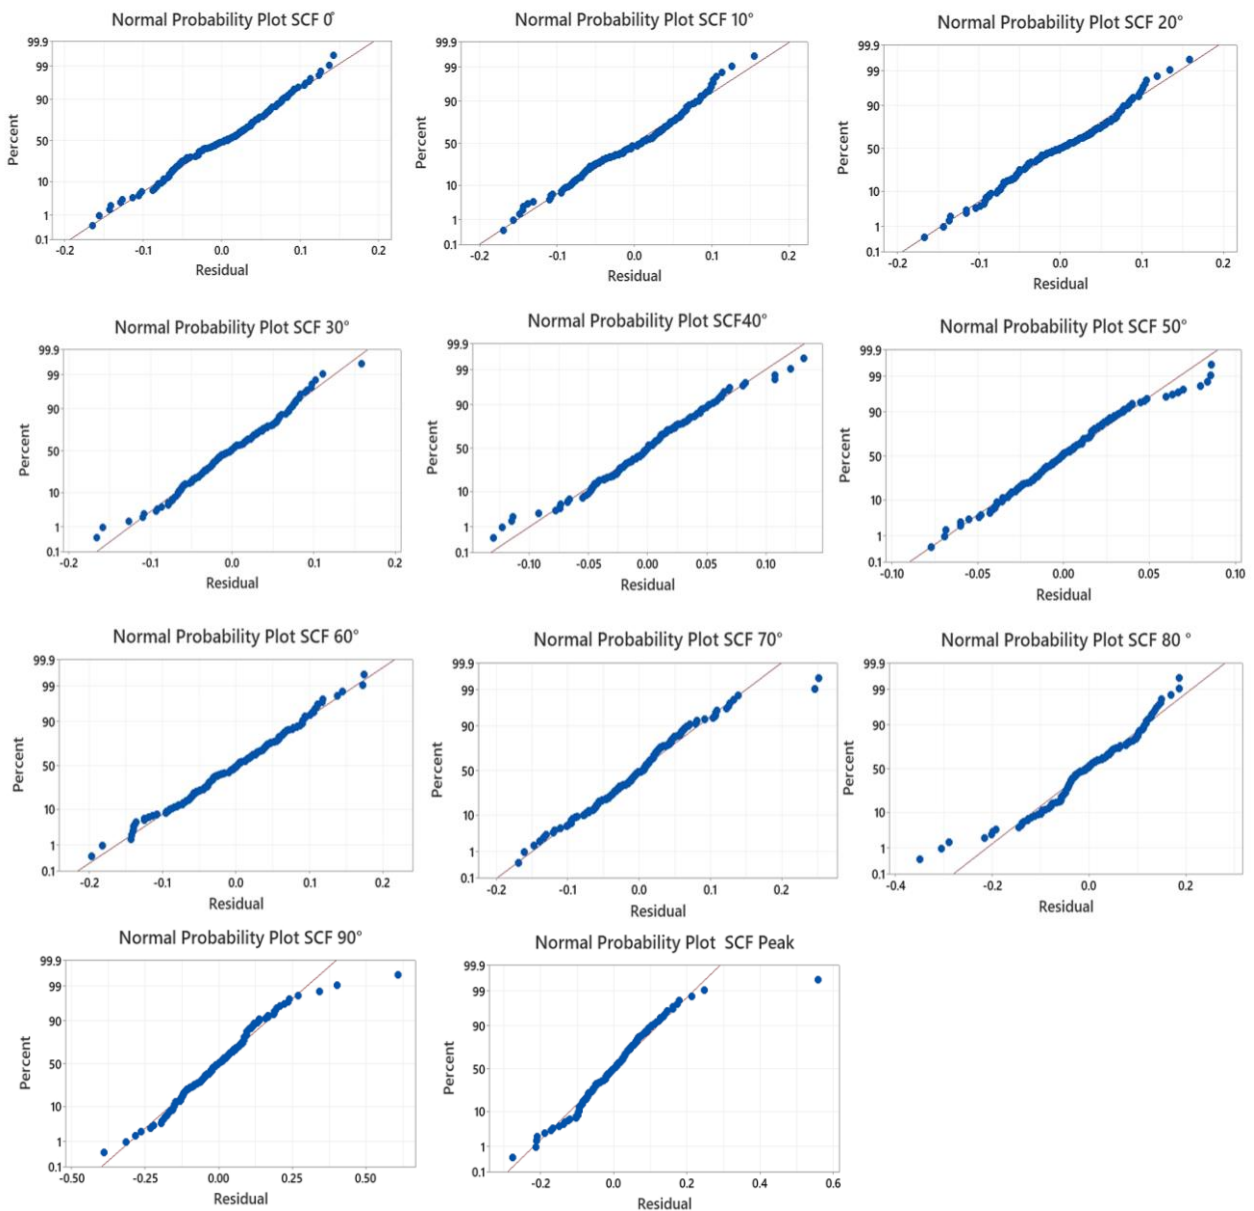 Normal Probability Plot SCF 0°
Normal Probability Plot SCF 10°
Normal Probability Plot SCF 20°
99.9
99
90
50
10
1
0.1
Percent
-0.2 -0.1 0.0 0.1 0.2
Residual
99.9
99
90
50
10
1
0.1
Percent
-0.2 -0.1 0.0 0.1 0.2
Residual
99.9
99
90
50
10
1
0.1
Percent
-0.2 -0.1 0.0 0.1 0.2
Residual
Normal Probability Plot SCF 30°
Normal Probability Plot SCF40°
Normal Probability Plot SCF 50°
99.9
99
90
50
10
1
0.1
Percent
-0.2 -0.1 0.0 0.1 0.2
Residual
99.9
99
90
50
10
1
0.1
Percent
-0.10 -0.05 0.00 0.05 0.10
Residual
99.9
99
90
50
10
1
0.1
Percent
-0.10 -0.05 0.00 0.05 0.10
Residual
Normal Probability Plot SCF 60°
Normal Probability Plot SCF 70°
Normal Probability Plot SCF 80 °
99.9
99
90
50
10
1
0.1
Percent
-0.2 -0.1 0.0 0.1 0.2
Residual
99.9
99
90
50
10
1
0.1
Percent
-0.2 -0.1 0.0 0.1 0.2
Residual
99.9
99
90
50
10
1
0.1
Percent
-0.4 -0.2 0.0 0.2
Residual
Normal Probability Plot SCF 90°
Normal Probability Plot SCF Peak
99.9
99
90
50
10
1
0.1
Percent
-0.50 -0.25 0.00 0.25 0.50
Residual
99.9
99
90
50
10
1
0.1
Percent
-0.2 0.0 0.2 0.4 0.6
Residual